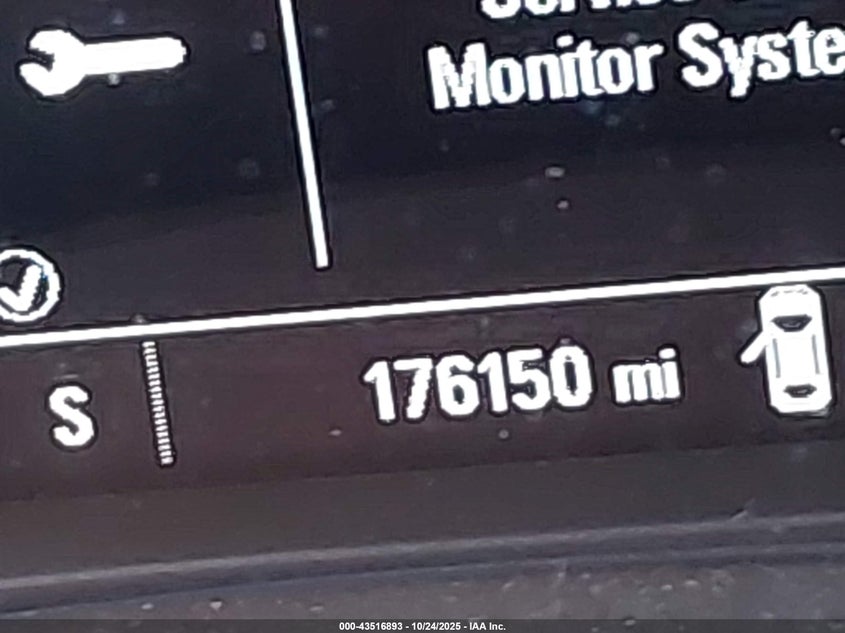 Monitor Syste
S
176150 mi
000-43516893 - 10/24/2025 - IAA Inc.